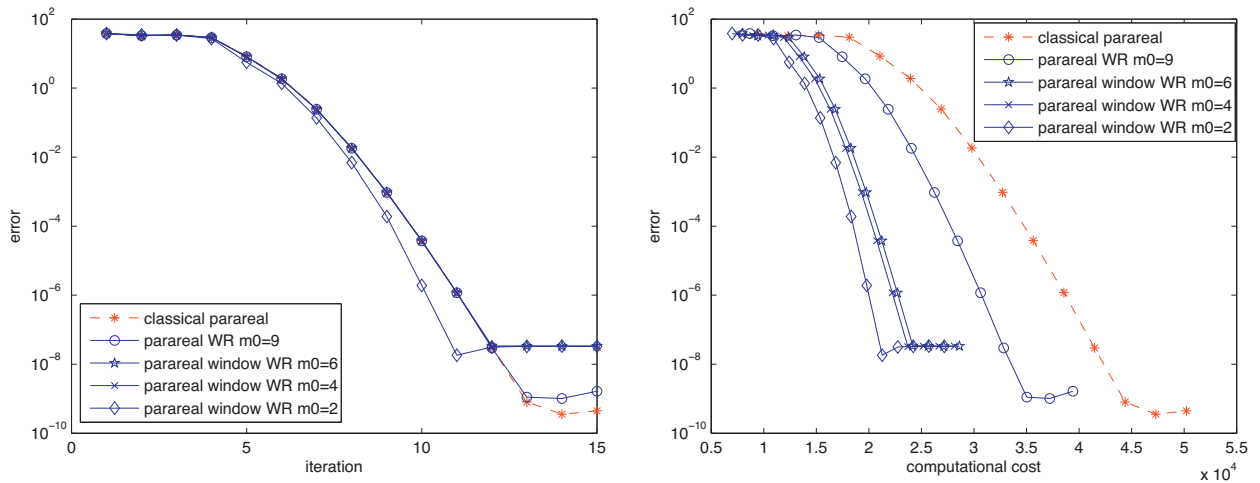 10^2
10^0
10^−2
10^−4
10^−6
10^−8
10^−10
error
classical parareal
parareal WR m0=9
parareal window WR m0=6
parareal window WR m0=4
parareal window WR m0=2
0 5 10 15
iteration
10^2
10^0
10^−2
10^−4
10^−6
10^−8
10^−10
error
classical parareal
parareal WR m0=9
parareal window WR m0=6
parareal window WR m0=4
parareal window WR m0=2
0.5 1 1.5 2 2.5 3 3.5 4 4.5 5 5.5
computational cost
x 10^4